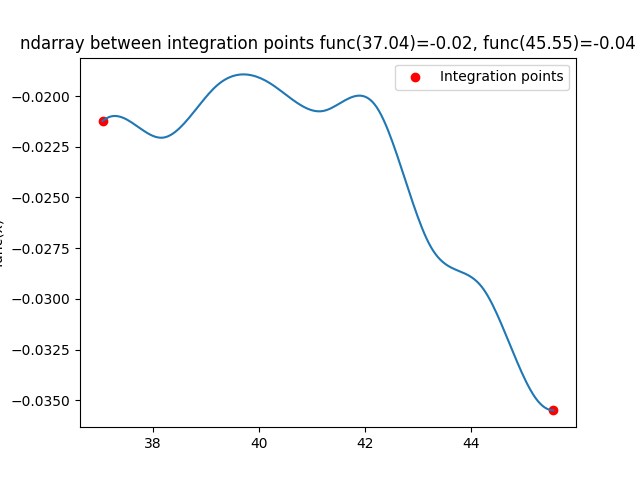 ndarray between integration points func(37.04)=-0.02, func(45.55)=-0.04
Integration points
−0.0200
−0.0225
−0.0250
−0.0275
−0.0300
−0.0325
−0.0350
38 40 42 44